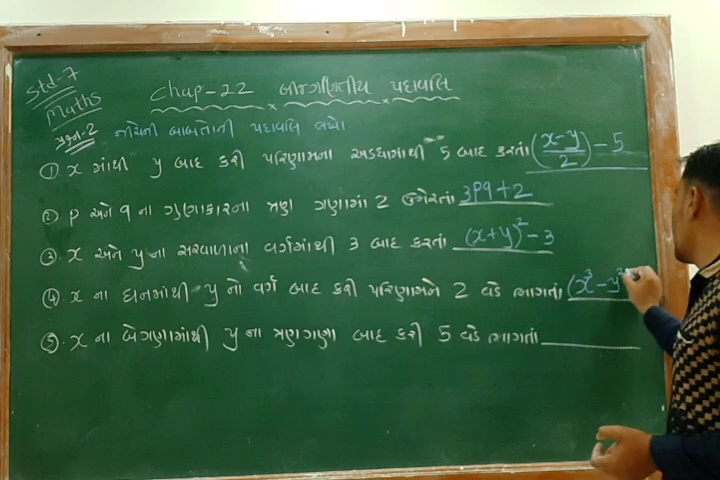 Std-7
Maths
Chap-22 બીજગણિતીય પદાવલિ
પ્રશ્ન-2 નીચેની બાબતોની પદાવલિ લખો.
① x માંથી y બાદ કરી પરિણામના અડધામાંથી 5 બાદ કરતાં (x-y/2) - 5
② P અને q ના ગુણાકારના ત્રણ ગણામાં 2 ઉમેરતાં 3Pq + 2
③. x અને y ના સરવાળાના વર્ગમાંથી 3 બાદ કરતાં (x+y)² - 3
④. x ના ઘનમાંથી y નો વર્ગ બાદ કરી પરિણામને 2 વડે ભાગતાં (x³ - y²
⑤. x ના બેગણામાંથી y ના ત્રણગણા બાદ કરી 5 વડે ભાગતાં